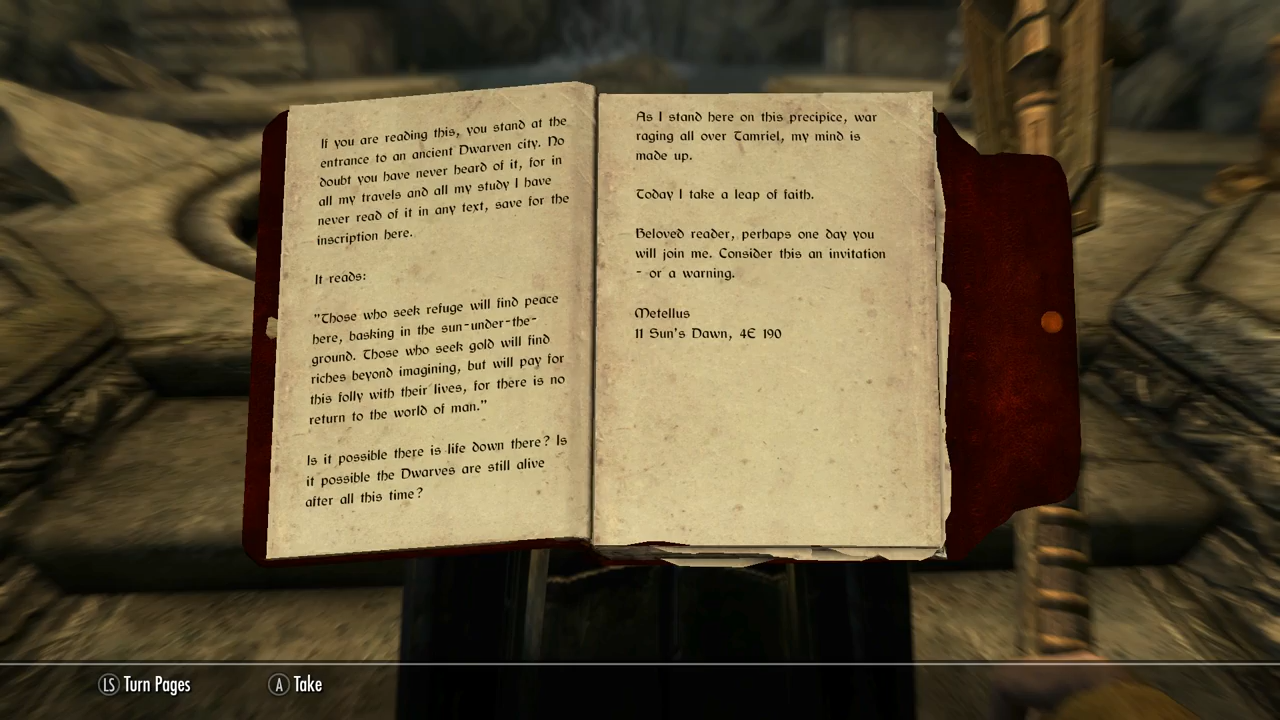 If you are reading this, you stand at the
entrance to an ancient Dwarven city. No
doubt you have never heard of it, for in
all my travels and all my study I have
never read of it in any text, save for the
inscription here.
It reads:
"Those who seek refuge will find peace
here, basking in the sun-under-the-
ground. Those who seek gold will find
riches beyond imagining, but will pay for
this folly with their lives, for there is no
return to the world of man."
Is it possible there is life down there? Is
it possible the Dwarves are still alive
after all this time?
As I stand here on this precipice, war
raging all over Tamriel, my mind is
made up.
Today I take a leap of faith.
Beloved reader, perhaps one day you
will join me. Consider this an invitation
- or a warning.
Metellus
11 Sun's Dawn, 4E 190
LS Turn Pages
A Take